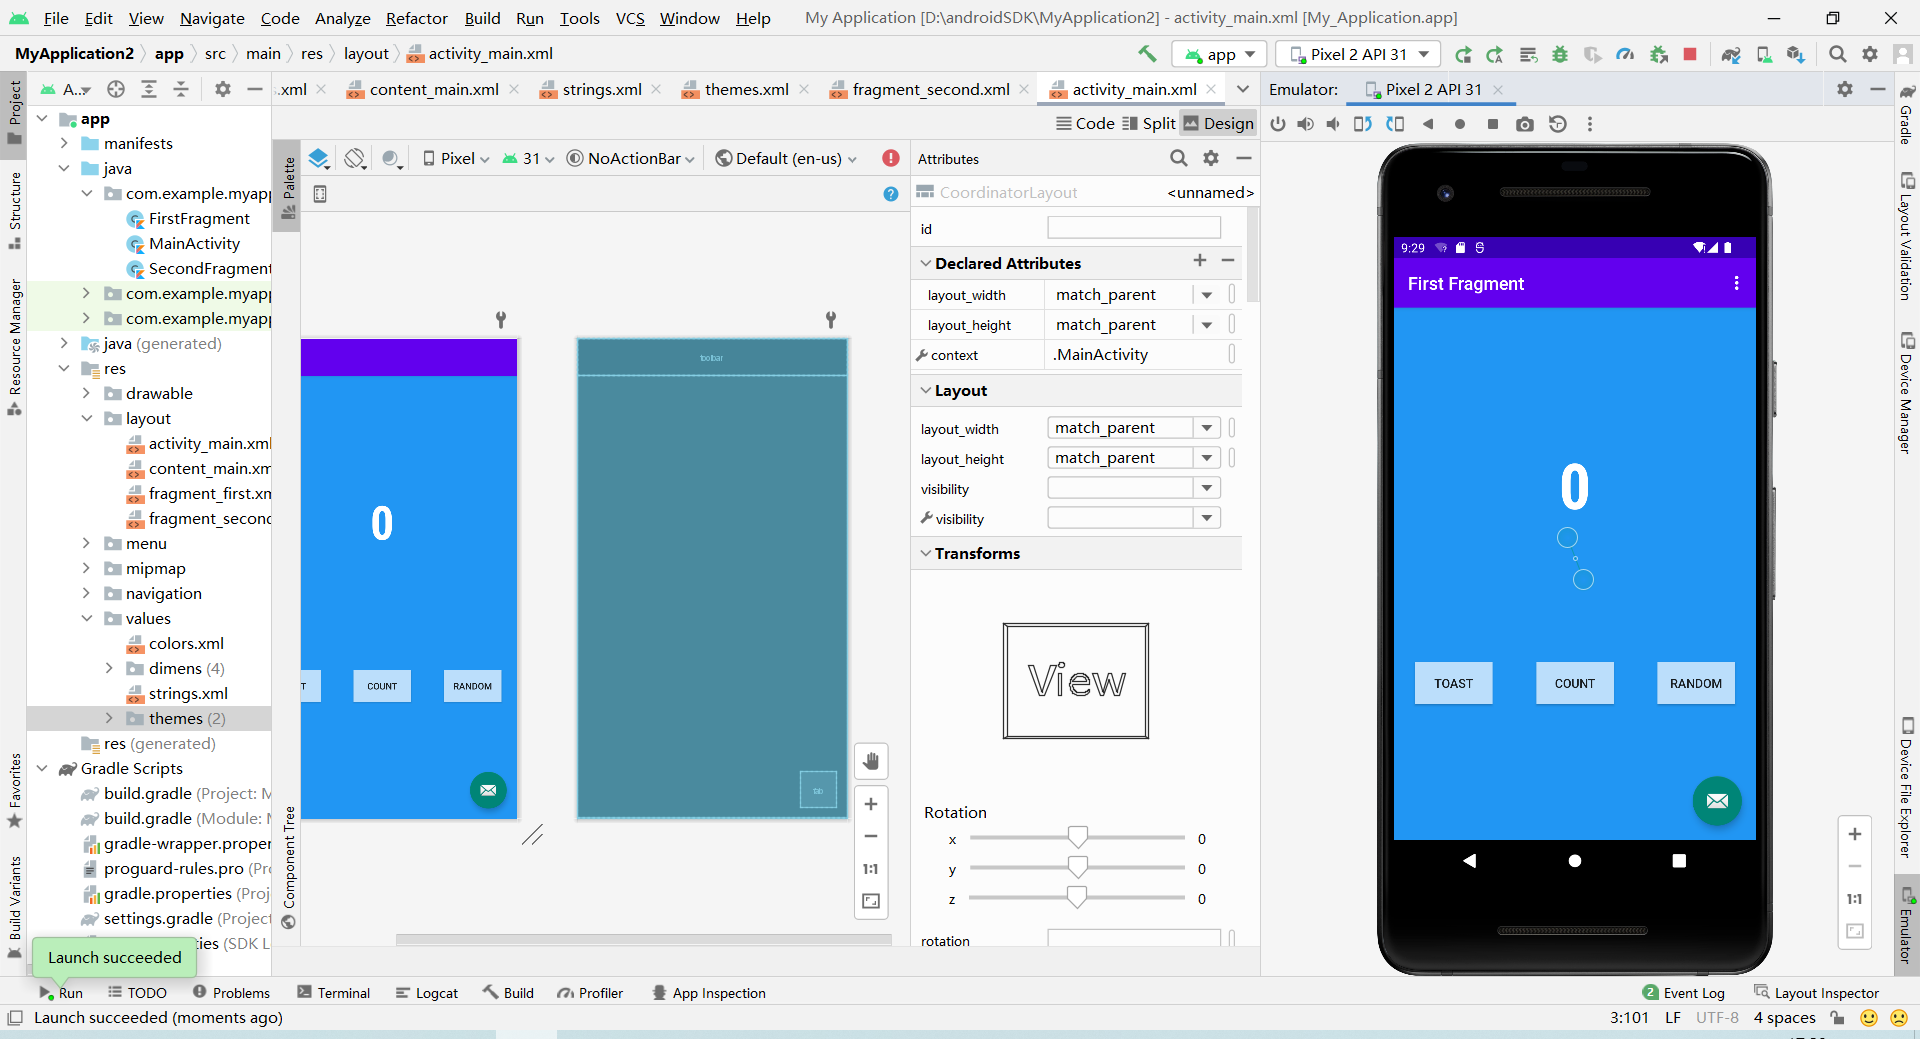 File Edit View Navigate Code Analyze Refactor Build Run Tools VCS Window Help My Application [D:\androidSDK\MyApplication2] - activity_main.xml [My_Application.app]
MyApplication2 app src main res layout activity_main.xml app Pixel 2 API 31
A... .xml content_main.xml strings.xml themes.xml fragment_second.xml activity_main.xml Emulator: Pixel 2 API 31
Code Split Design
Pixel 31 NoActionBar Default (en-us)
Project
Structure
Resource Manager
Favorites
Build Variants
app
manifests
java
com.example.myapp
FirstFragment
MainActivity
SecondFragment
com.example.myapp
com.example.myapp
java (generated)
res
drawable
layout
activity_main.xml
content_main.xm
fragment_first.xm
fragment_second
menu
mipmap
navigation
values
colors.xml
dimens (4)
strings.xml
themes (2)
res (generated)
Gradle Scripts
build.gradle (Project: M
build.gradle (Module: M
gradle-wrapper.proper
proguard-rules.pro (Pro
gradle.properties (Proj
settings.gradle (Project
ties (SDK L
Launch succeeded
Palette
Component Tree
0
T COUNT RANDOM
toolbar
fab
1:1
Attributes
CoordinatorLayout <unnamed>
id
Declared Attributes
layout_width match_parent
layout_height match_parent
context .MainActivity
Layout
layout_width match_parent
layout_height match_parent
visibility
visibility
Transforms
View
Rotation
x 0
y 0
z 0
rotation
9:29
First Fragment
0
TOAST COUNT RANDOM
1:1
Gradle
Layout Validation
Device Manager
Device File Explorer
Emulator
Run TODO Problems Terminal Logcat Build Profiler App Inspection 2 Event Log Layout Inspector
Launch succeeded (moments ago) 3:101 LF UTF-8 4 spaces